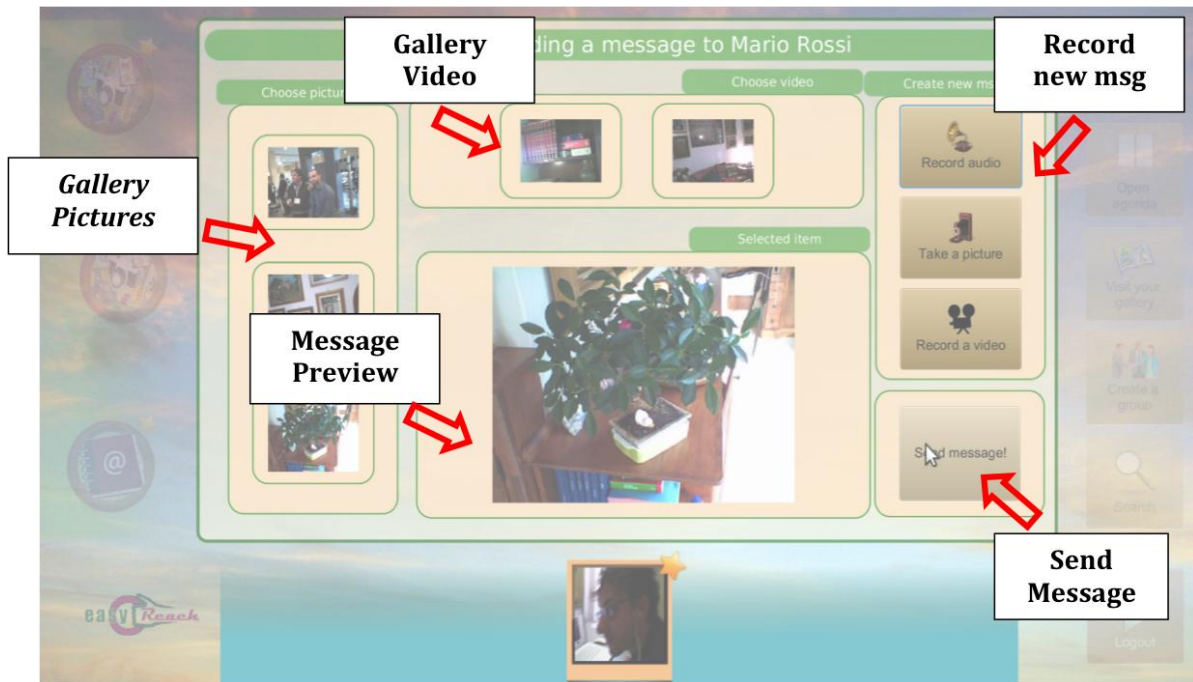 ding a message to Mario Rossi
Gallery
Video
Record
new msg
Choose pictu
Choose video
Create new ms
Record audio
Gallery
Pictures
Open
agenda
Selected item
Take a picture
Visit your
gallery
Message
Preview
Record a video
Create a
group
@
Send message!
Search
Send
Message
easy Reach
Logout